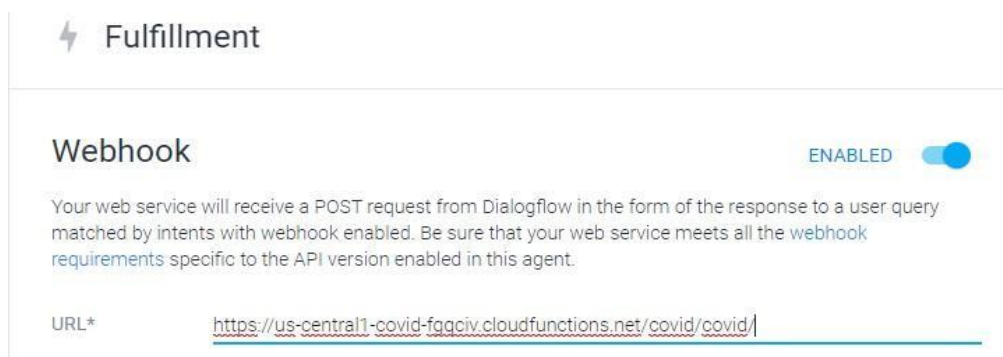 Fulfillment
Webhook
ENABLED
Your web service will receive a POST request from Dialogflow in the form of the response to a user query
matched by intents with webhook enabled. Be sure that your web service meets all the webhook
requirements specific to the API version enabled in this agent.
URL* https://us-central1-covid-fgqciv.cloudfunctions.net/covid/covid/